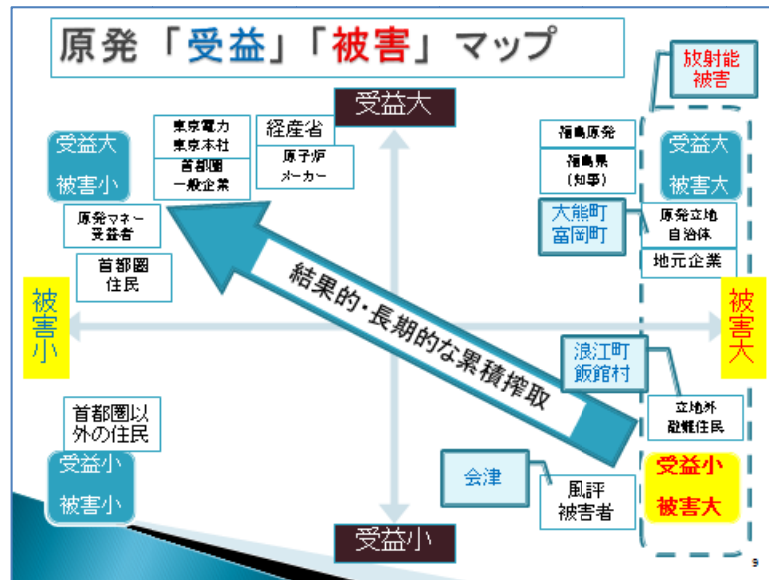 原発「受益」「被害」マップ
放射能
被害
受益大
東京電力
東京本社
経産省
首都圏
一般企業
原子炉
メーカー
受益大
被害小
福島原発
福島県
(知事)
受益大
被害大
原発マネー
受益者
大熊町
富岡町
原発立地
自治体
首都圏
住民
地元企業
被害小
結果的・長期的な累積搾取
被害大
浪江町
飯館村
首都圏以
外の住民
立地外
避難住民
受益小
被害小
会津
風評
被害者
受益小
被害大
受益小
9